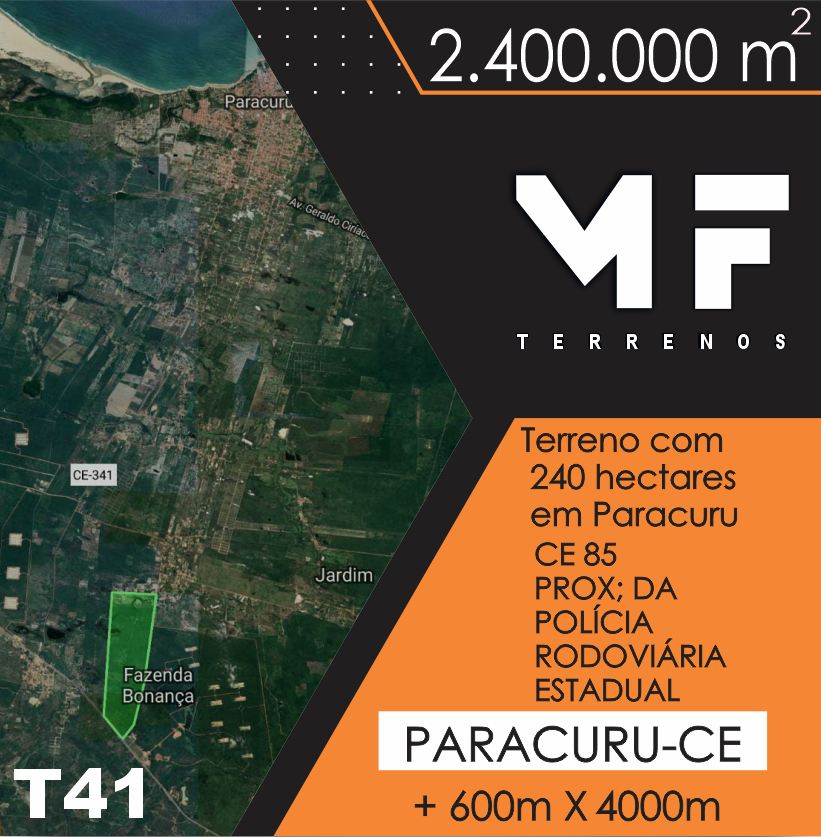 2.400.000 m²
Paracuru
Av. Geraldo Ciríaco
MF
TERRENOS
CE-341
Terreno com
240 hectares
em Paracuru
CE 85
PROX; DA
POLÍCIA
RODOVIÁRIA
ESTADUAL
Jardim
Fazenda
Bonança
PARACURU-CE
T41
+ 600m X 4000m